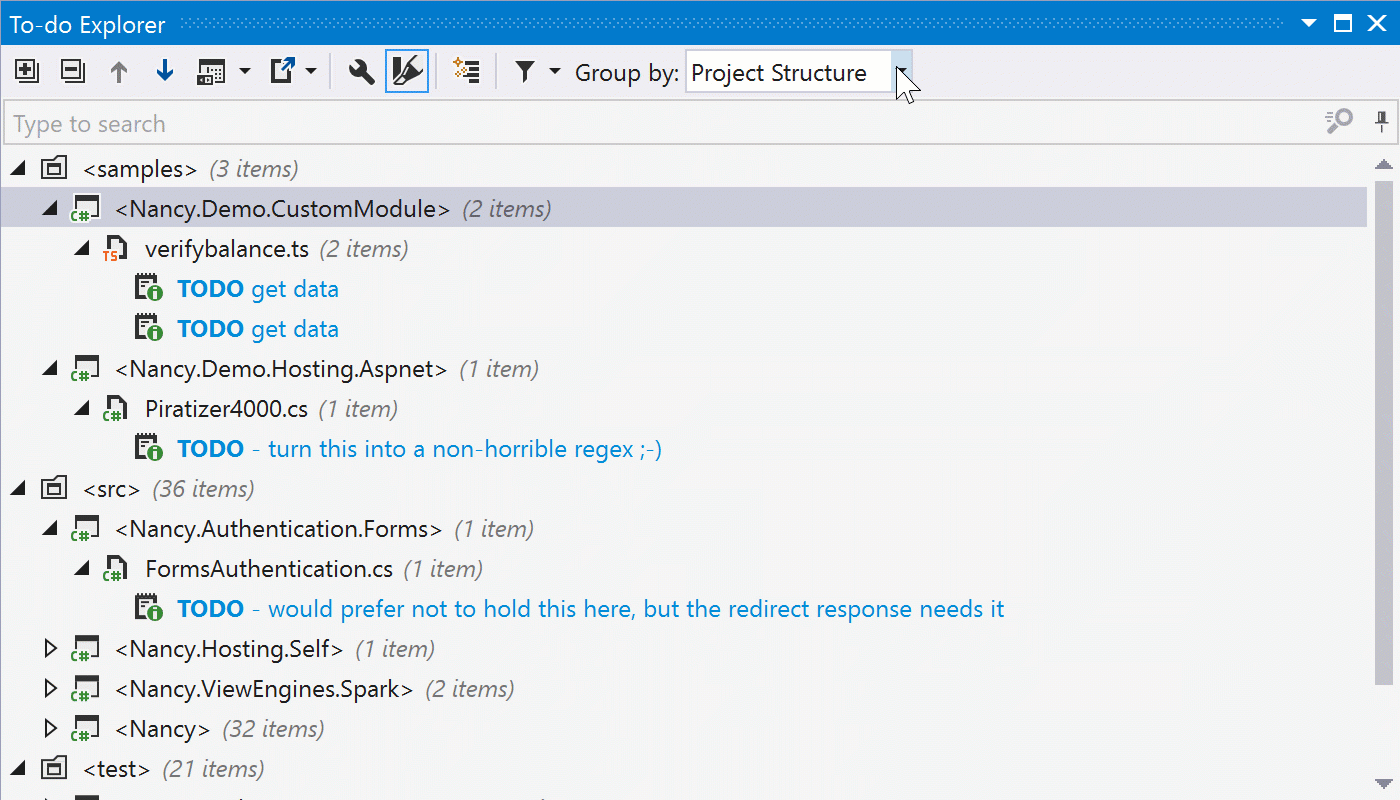 To-do Explorer
Group by: Project Structure
Type to search
<samples> (3 items)
C# <Nancy.Demo.CustomModule> (2 items)
TS verifybalance.ts (2 items)
TODO get data
TODO get data
C# <Nancy.Demo.Hosting.Aspnet> (1 item)
C# Piratizer4000.cs (1 item)
TODO - turn this into a non-horrible regex ;-)
<src> (36 items)
C# <Nancy.Authentication.Forms> (1 item)
C# FormsAuthentication.cs (1 item)
TODO - would prefer not to hold this here, but the redirect response needs it
C# <Nancy.Hosting.Self> (1 item)
C# <Nancy.ViewEngines.Spark> (2 items)
C# <Nancy> (32 items)
<test> (21 items)